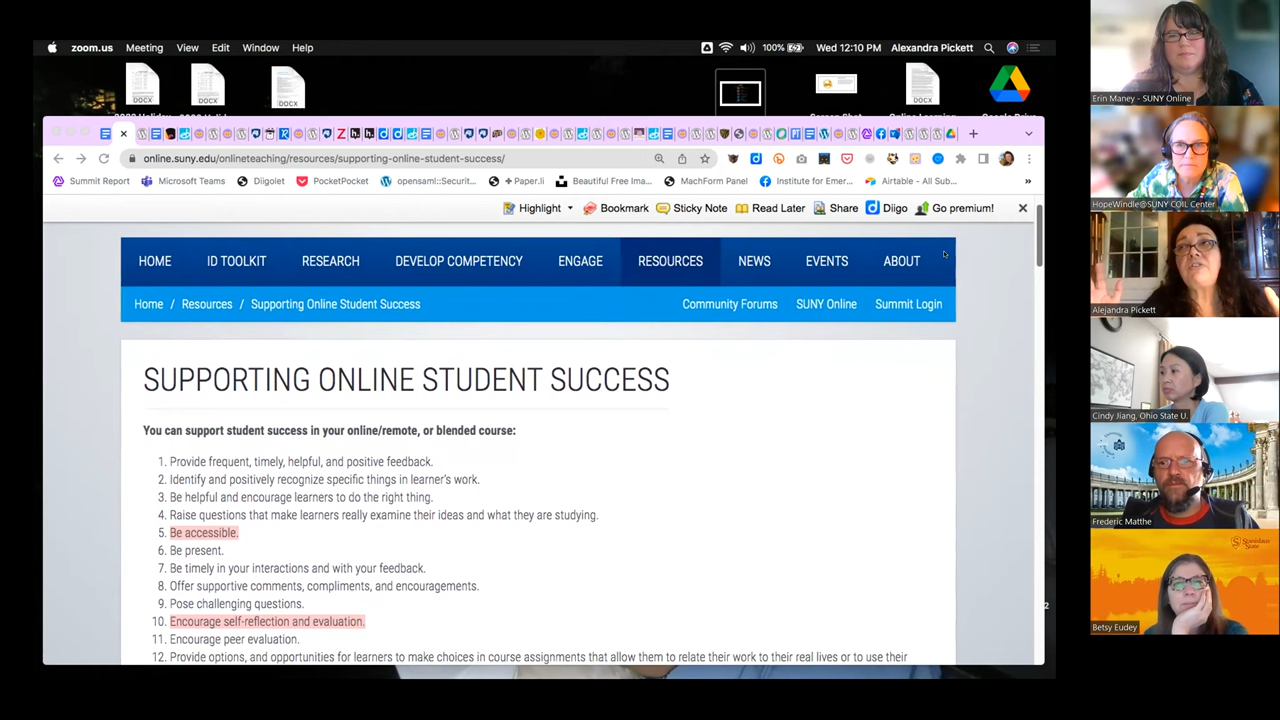 zoom.us Meeting View Edit Window Help 100% Wed 12:10 PM Alexandra Pickett
DOCX DOCX DOCX
online.suny.edu/onlineteaching/resources/supporting-online-student-success/
Summit Report Microsoft Teams Diigolet PocketPocket opensaml::Securit... + Paper.li Beautiful Free Ima... MachForm Panel Institute for Emer... Airtable - All Sub... »
Highlight Bookmark Sticky Note Read Later Share Diigo Go premium!
HOME ID TOOLKIT RESEARCH DEVELOP COMPETENCY ENGAGE RESOURCES NEWS EVENTS ABOUT
Home / Resources / Supporting Online Student Success Community Forums SUNY Online Summit Login
SUPPORTING ONLINE STUDENT SUCCESS
You can support student success in your online/remote, or blended course:
1. Provide frequent, timely, helpful, and positive feedback.
2. Identify and positively recognize specific things in learner's work.
3. Be helpful and encourage learners to do the right thing.
4. Raise questions that make learners really examine their ideas and what they are studying.
5. Be accessible.
6. Be present.
7. Be timely in your interactions and with your feedback.
8. Offer supportive comments, compliments, and encouragements.
9. Pose challenging questions.
10. Encourage self-reflection and evaluation.
11. Encourage peer evaluation.
12. Provide options, and opportunities for learners to make choices in course assignments that allow them to relate their work to their real lives or to use their
Erin Maney - SUNY Online
HopeWindle@SUNY COIL Center
Alejandra Pickett
Cindy Jiang, Ohio State U.
Frederic Matthe
Stanislaus
State
Betsy Eudey